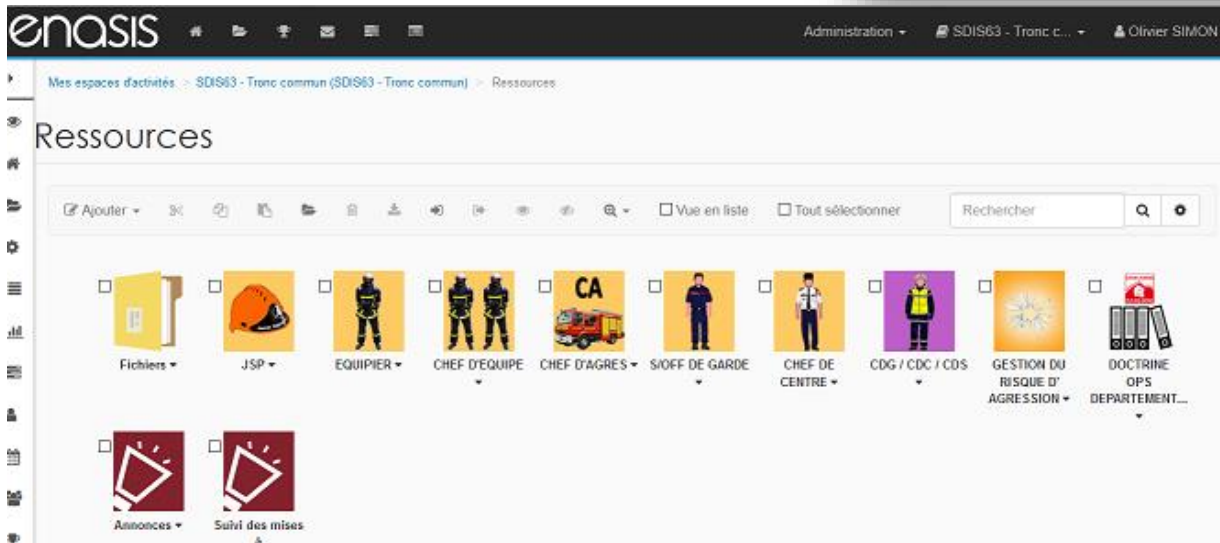 enasis
Administration
SDIS63 - Tronc c...
Olivier SIMON
Mes espaces d'activités > SDIS63 - Tronc commun (SDIS63 - Tronc commun) > Ressources
Ressources
Ajouter
Vue en liste
Tout sélectionner
Rechercher
CA
Fichiers
JSP
EQUIPIER
CHEF D'EQUIPE
CHEF D'AGRES
S/OFF DE GARDE
CHEF DE
CENTRE
CDG / CDC / CDS
GESTION DU
RISQUE D'
AGRESSION
DOCTRINE
OPS
DEPARTEMENT...
Annonces
Suivi des mises